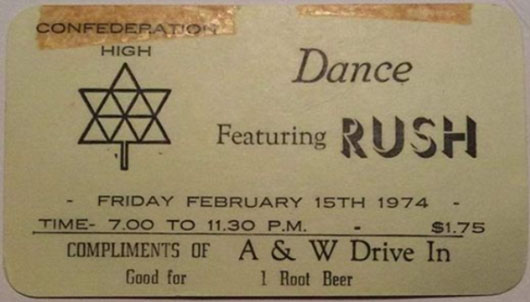 CONFEDERATION
HIGH
Dance
Featuring RUSH
- FRIDAY FEBRUARY 15TH 1974 -
TIME- 7.00 TO 11.30 P.M. - $1.75
COMPLIMENTS OF A & W Drive In
Good for 1 Root Beer